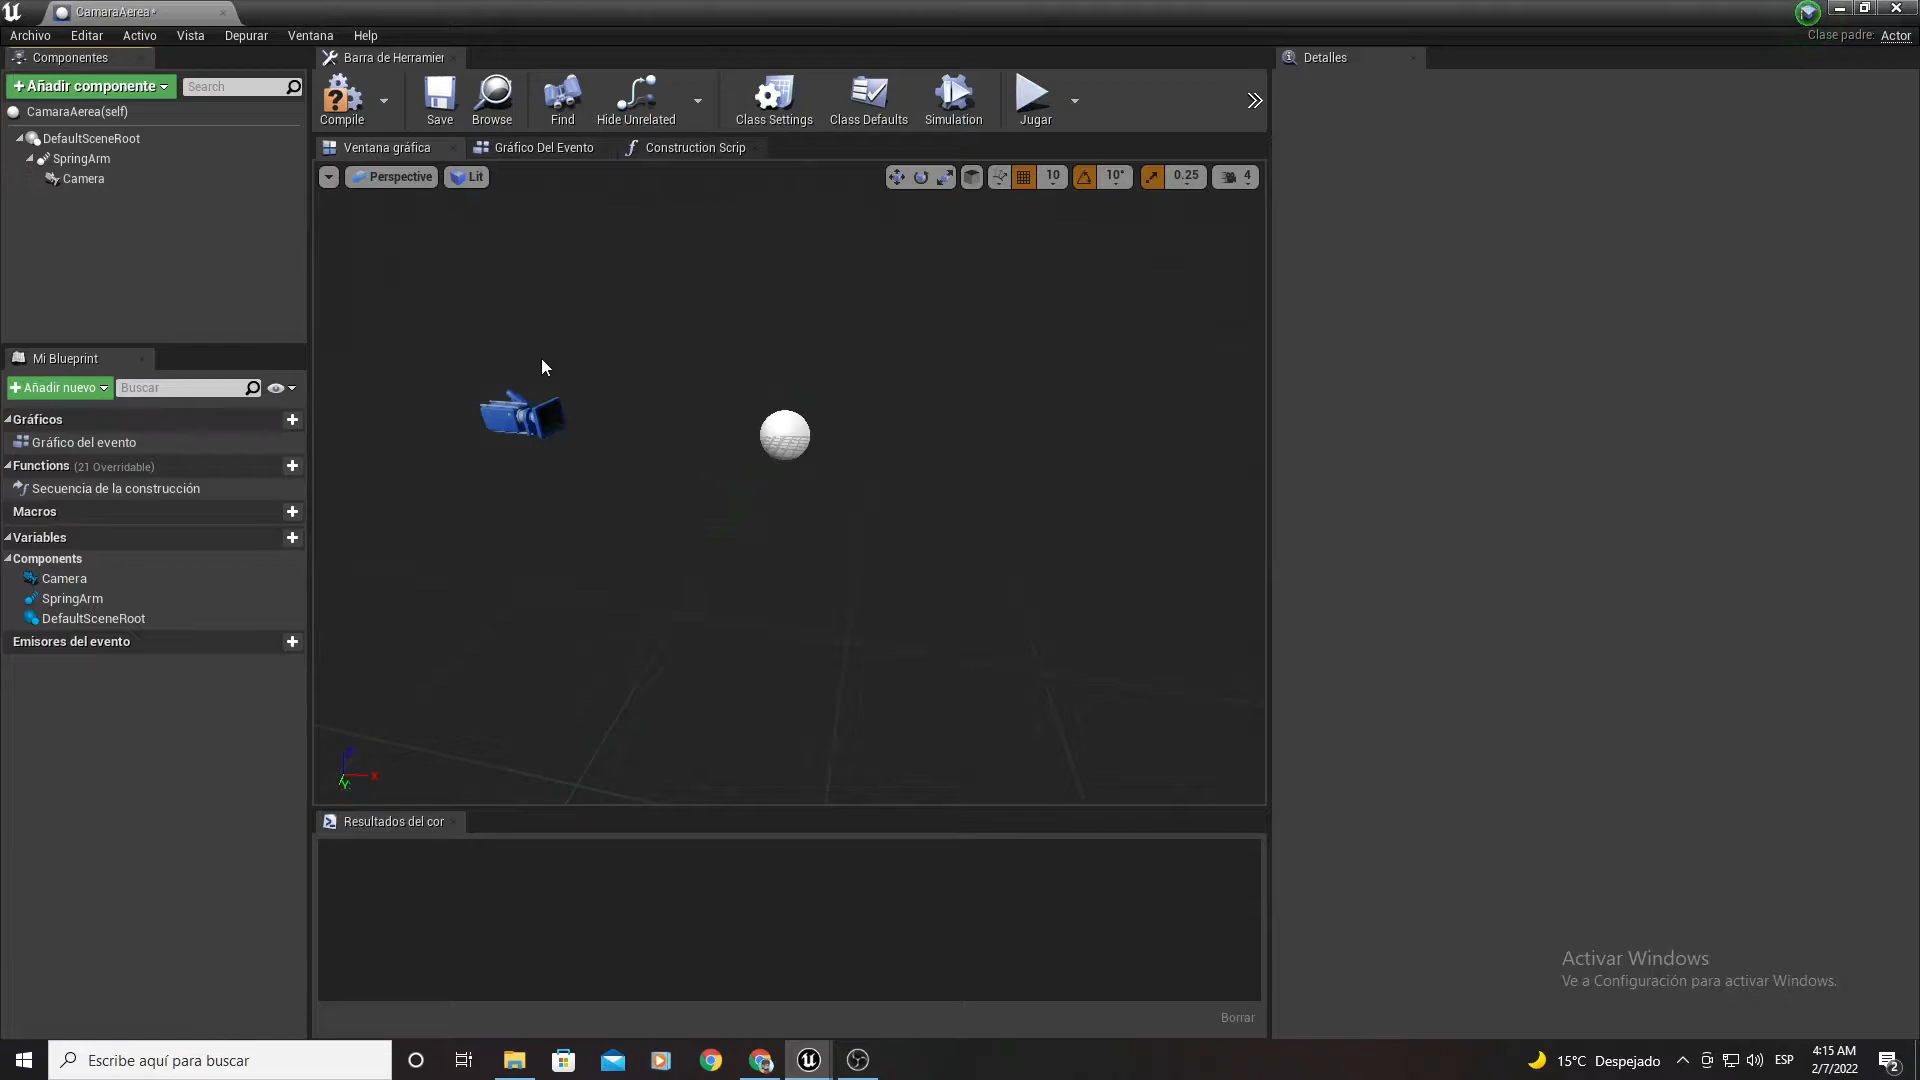 CamaraAerea*
Archivo Editar Activo Vista Depurar Ventana Help
Clase padre: Actor
Componentes
+Añadir componente
Search
CamaraAerea(self)
DefaultSceneRoot
SpringArm
Camera
Mi Blueprint
+Añadir nuevo
Buscar
Gráficos
Gráfico del evento
Functions (21 Overridable)
Secuencia de la construcción
Macros
Variables
Components
Camera
SpringArm
DefaultSceneRoot
Emisores del evento
Barra de Herramier
Compile
Save
Browse
Find
Hide Unrelated
Class Settings
Class Defaults
Simulation
Jugar
Ventana gráfica
Gráfico Del Evento
Construction Scrip
Perspective
Lit
10
10°
0.25
4
Z
X
Y
Resultados del cor
Borrar
Detalles
Activar Windows
Ve a Configuración para activar Windows.
Escribe aquí para buscar
15°C Despejado
ESP
4:15 AM
2/7/2022
2